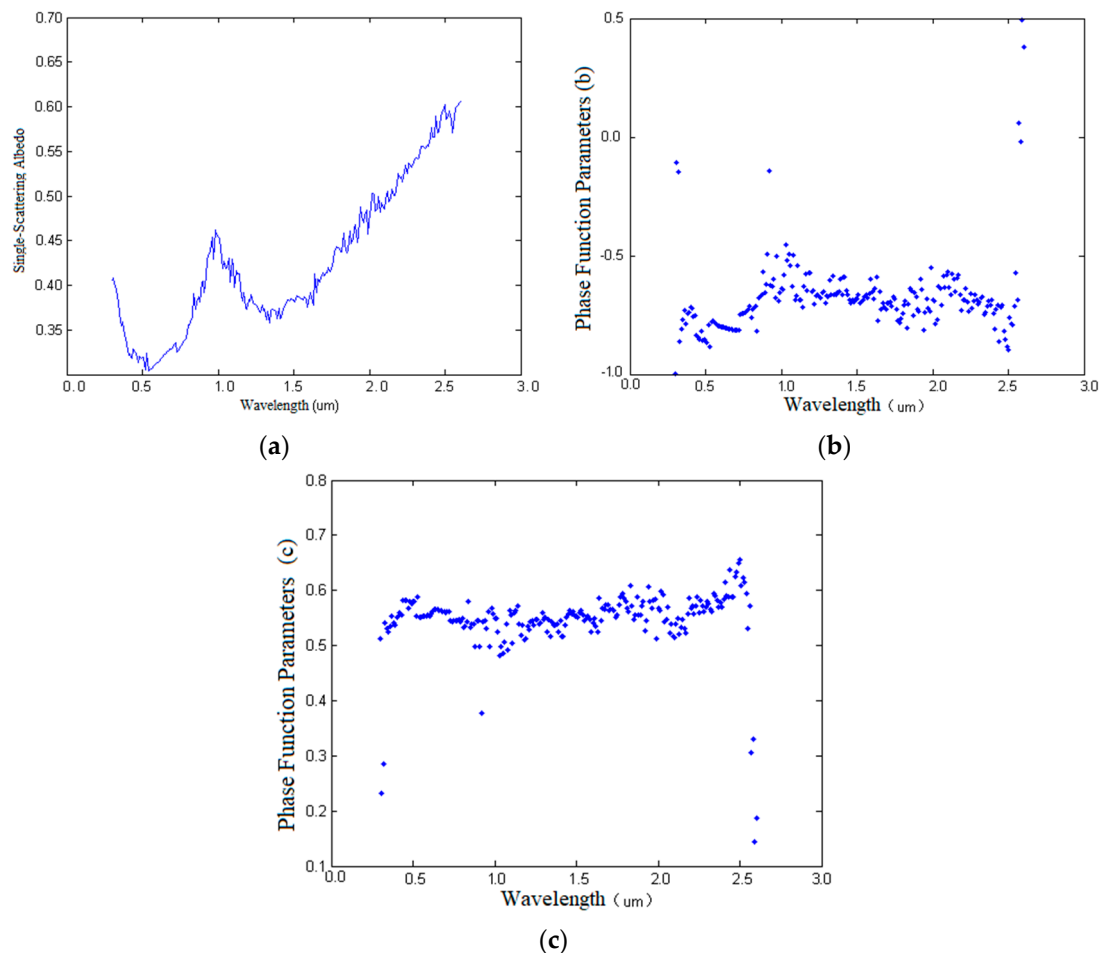 0.70
0.65
0.60
0.55
0.50
0.45
0.40
0.35
Single-Scattering Albedo
0.0 0.5 1.0 1.5 2.0 2.5 3.0
Wavelength (um)
(a)
0.5
0.0
-0.5
-1.0
Phase Function Parameters (b)
0.0 0.5 1.0 1.5 2.0 2.5 3.0
Wavelength（um）
(b)
0.8
0.7
0.6
0.5
0.4
0.3
0.2
0.1
Phase Function Parameters (c)
0.0 0.5 1.0 1.5 2.0 2.5 3.0
Wavelength（um）
(c)